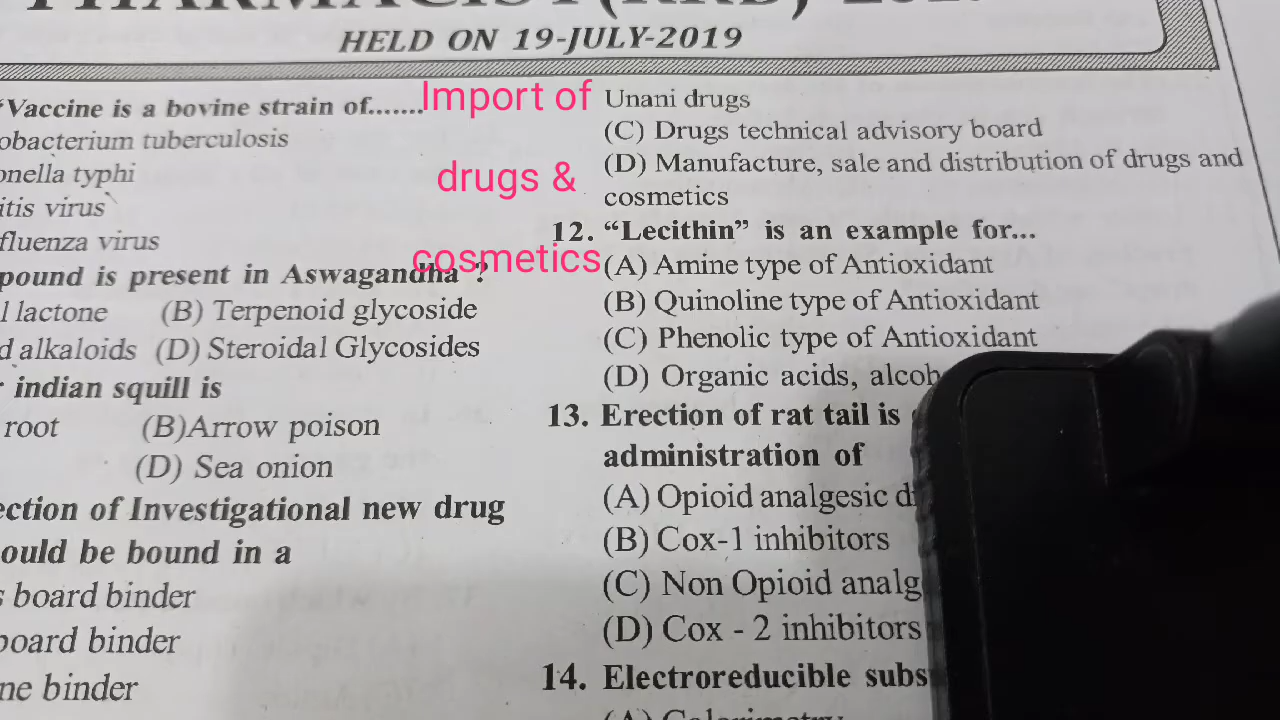 HELD ON 19-JULY-2019
Vaccine is a bovine strain of.......
obacterium tuberculosis
onella typhi
itis virus
fluenza virus
pound is present in Aswagandha ?
l lactone (B) Terpenoid glycoside
d alkaloids (D) Steroidal Glycosides
indian squill is
root (B)Arrow poison
(D) Sea onion
ection of Investigational new drug
ould be bound in a
board binder
board binder
ne binder
Import of
drugs &
cosmetics
Unani drugs
(C) Drugs technical advisory board
(D) Manufacture, sale and distribution of drugs and
cosmetics
12. “Lecithin” is an example for...
(A) Amine type of Antioxidant
(B) Quinoline type of Antioxidant
(C) Phenolic type of Antioxidant
(D) Organic acids, alcoh
13. Erection of rat tail is
administration of
(A) Opioid analgesic d
(B) Cox-1 inhibitors
(C) Non Opioid analg
(D) Cox - 2 inhibitors
14. Electroreducible subs